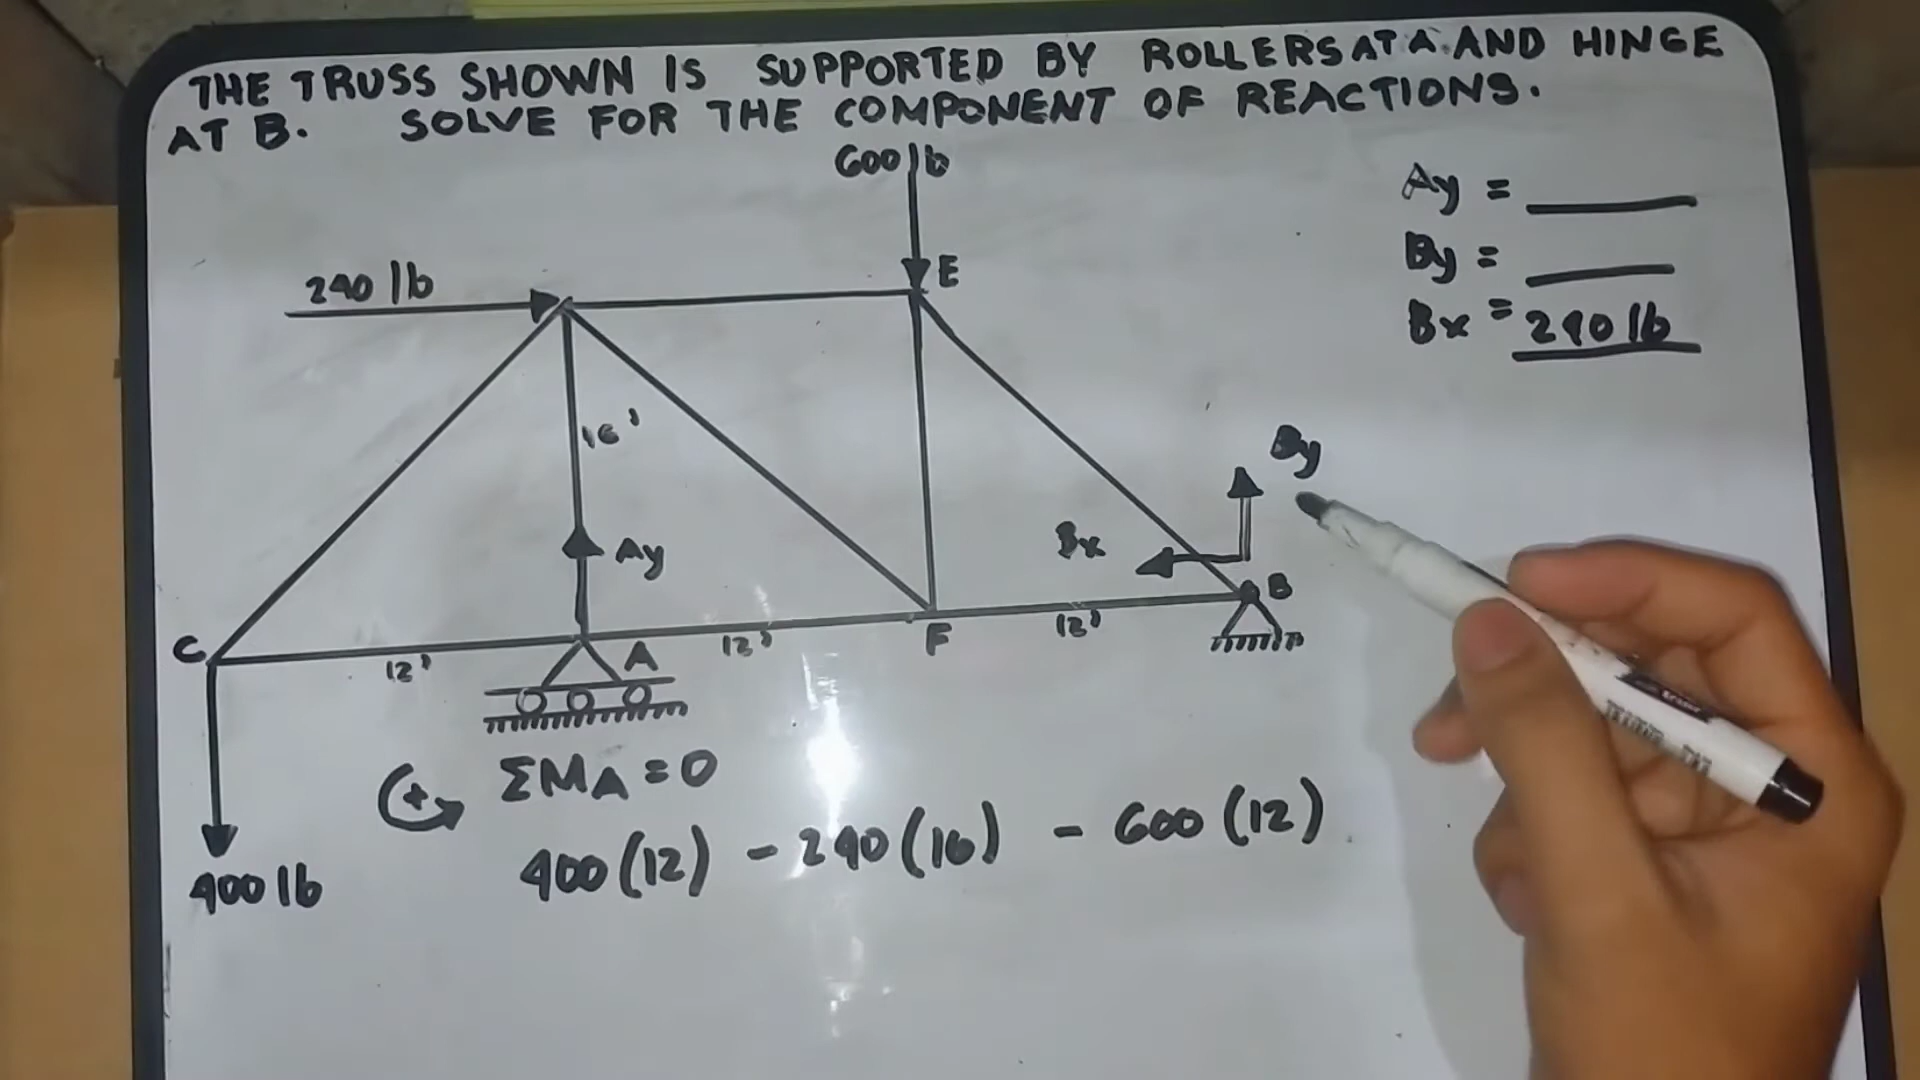 THE TRUSS SHOWN IS SUPPORTED BY ROLLERS AT A AND HINGE
AT B. SOLVE FOR THE COMPONENT OF REACTIONS.
600 lb
Ay = ______
By = ______
Bx = 240 lb
240 lb
E
16'
By
Ay
Bx
B
C
12'
A
12'
F
12'
(+ ΣMA = 0
400 lb
400 (12) - 240 (16) - 600 (12)